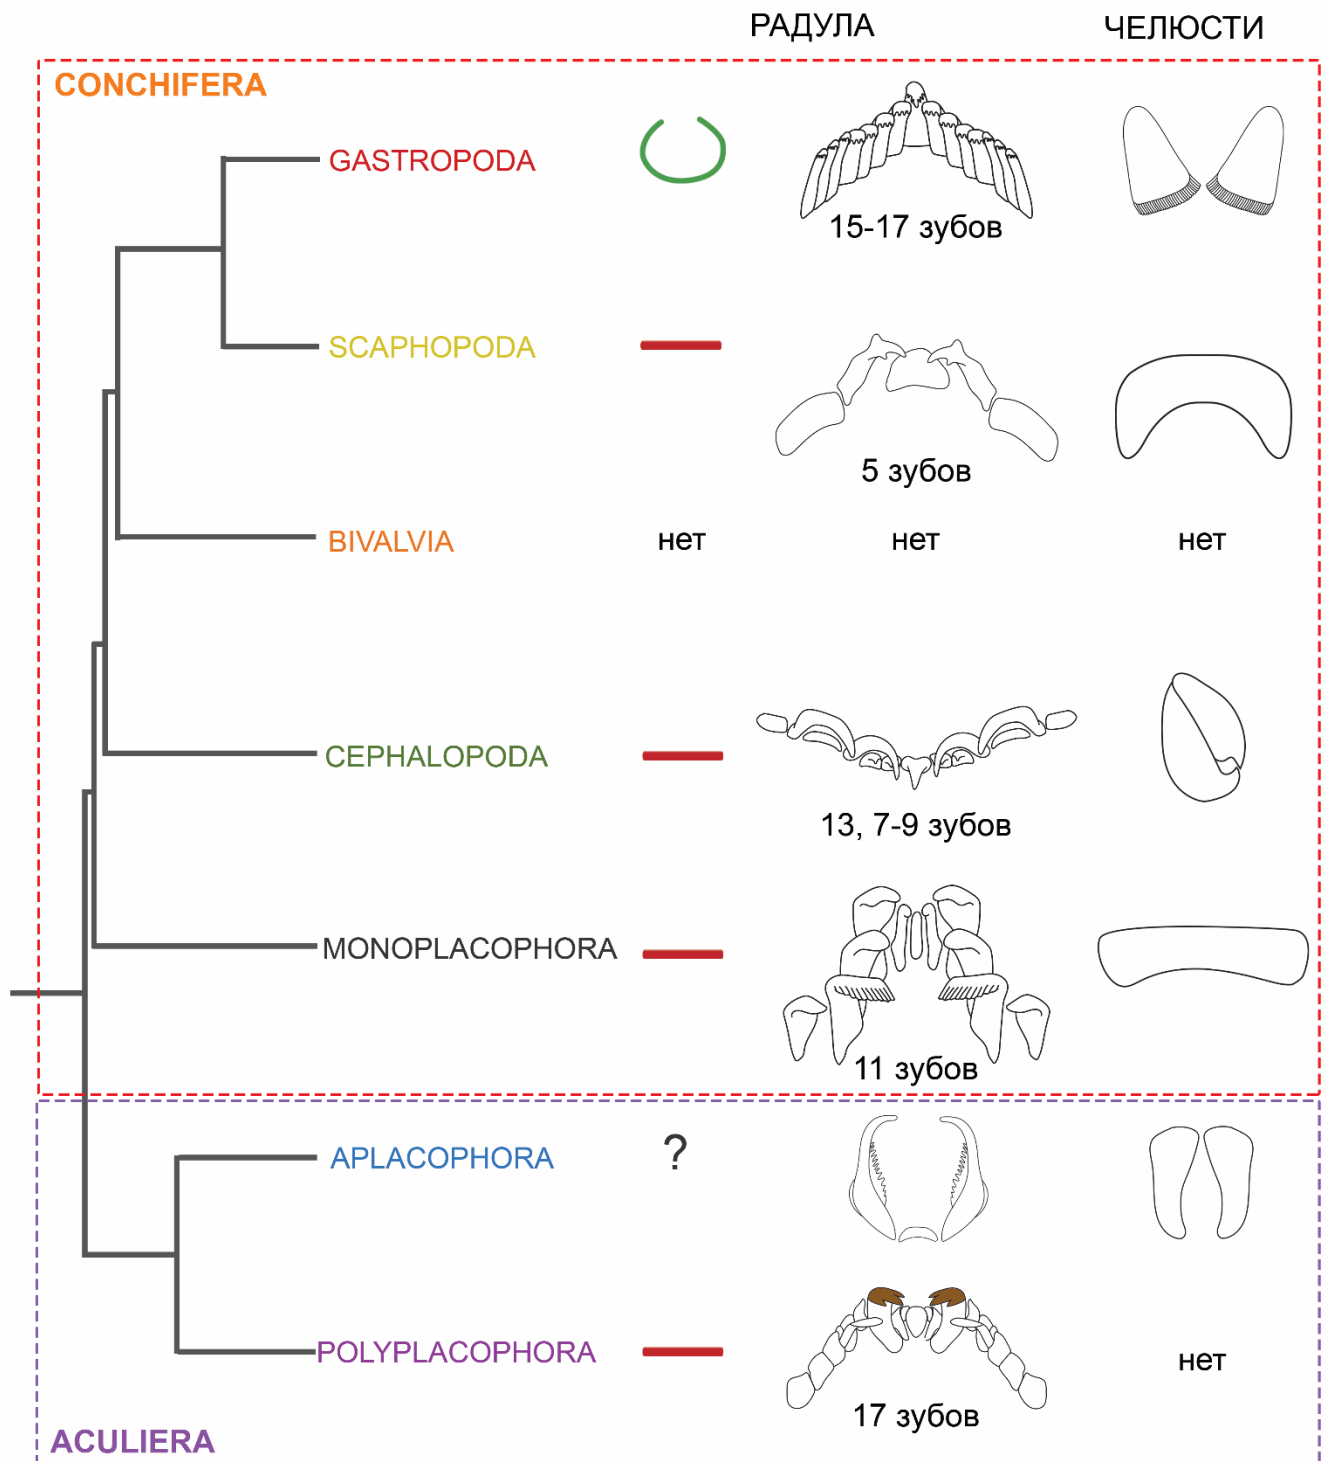 РАДУЛА ЧЕЛЮСТИ
CONCHIFERA
GASTROPODA
15-17 зубов
SCAPHOPODA
5 зубов
BIVALVIA нет нет нет
CEPHALOPODA
13, 7-9 зубов
MONOPLACOPHORA
11 зубов
APLACOPHORA ?
POLYPLACOPHORA нет
17 зубов
ACULIERA